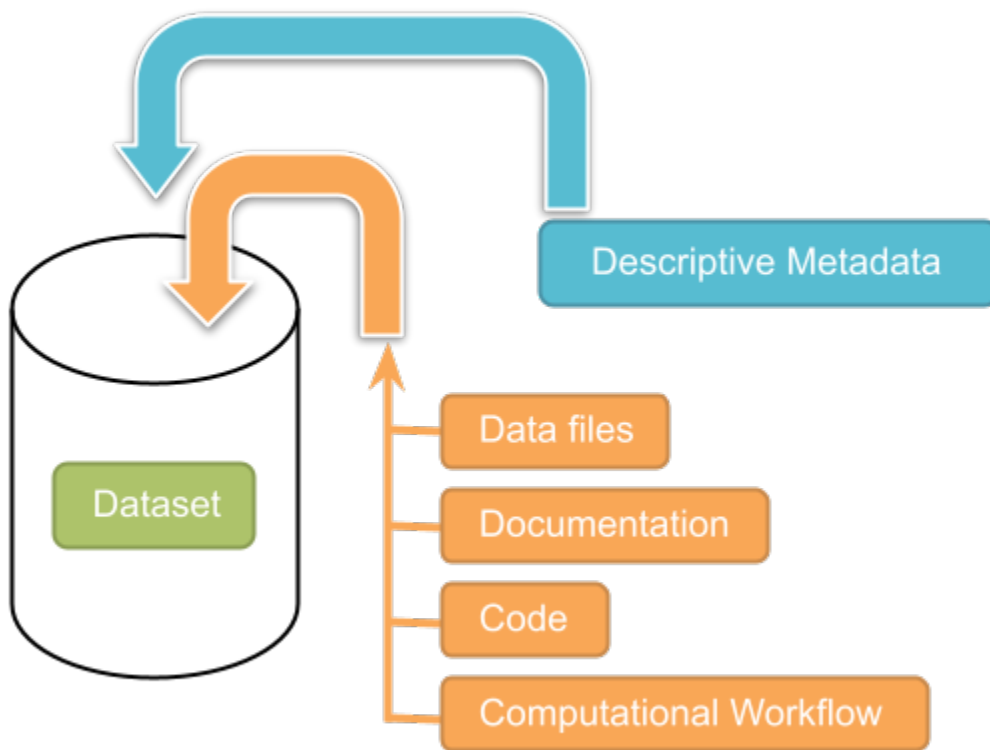 Descriptive Metadata
Data files
Dataset
Documentation
Code
Computational Workflow